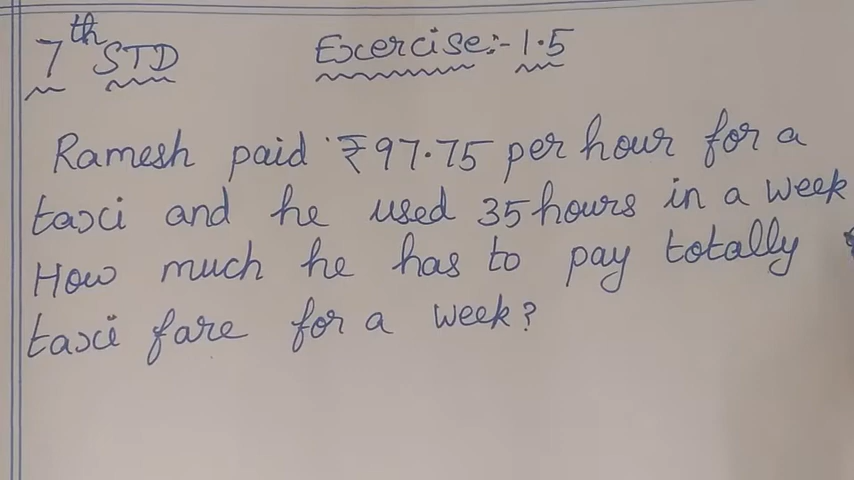 7th STD Excercise:- 1.5
Ramesh paid ₹97.75 per hour for a
taxi and he used 35 hours in a week
How much he has to pay totally
taxi fare for a week?